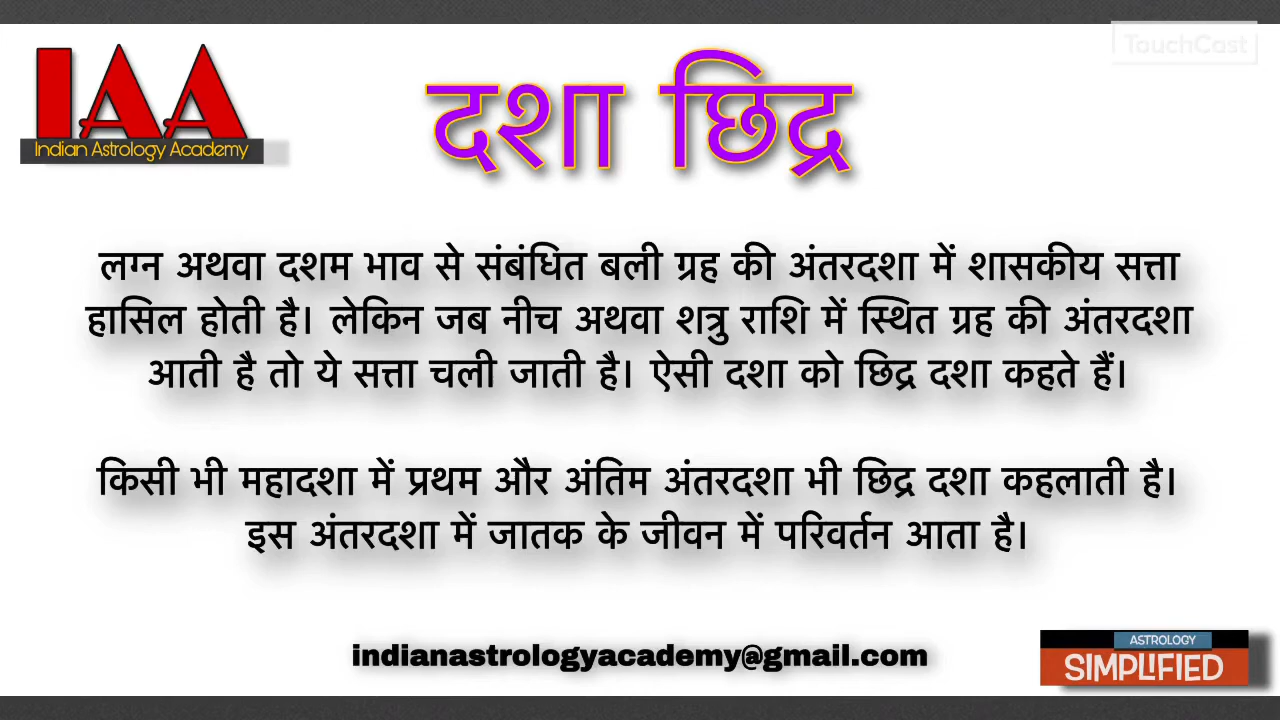 TouchCast
IAA
Indian Astrology Academy
दशा छिद्र
लग्न अथवा दशम भाव से संबंधित बली ग्रह की अंतरदशा में शासकीय सत्ता
हासिल होती है। लेकिन जब नीच अथवा शत्रु राशि में स्थित ग्रह की अंतरदशा
आती है तो ये सत्ता चली जाती है। ऐसी दशा को छिद्र दशा कहते हैं।
किसी भी महादशा में प्रथम और अंतिम अंतरदशा भी छिद्र दशा कहलाती है।
इस अंतरदशा में जातक के जीवन में परिवर्तन आता है।
indianastrologyacademy@gmail.com
ASTROLOGY
SIMPLIFIED